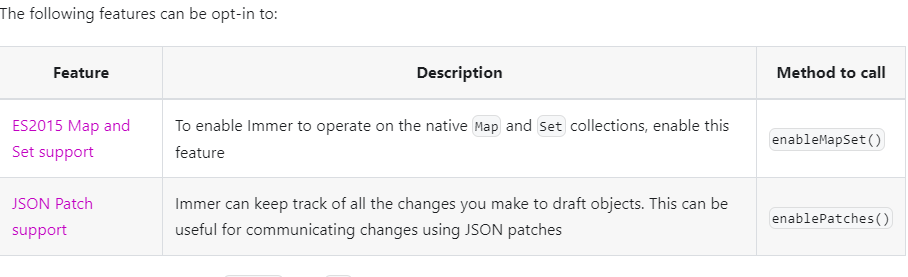 The following features can be opt-in to:
Feature Description Method to call
ES2015 Map and
Set support
To enable Immer to operate on the native Map and Set collections, enable this
feature
enableMapSet()
JSON Patch
support
Immer can keep track of all the changes you make to draft objects. This can be
useful for communicating changes using JSON patches
enablePatches()